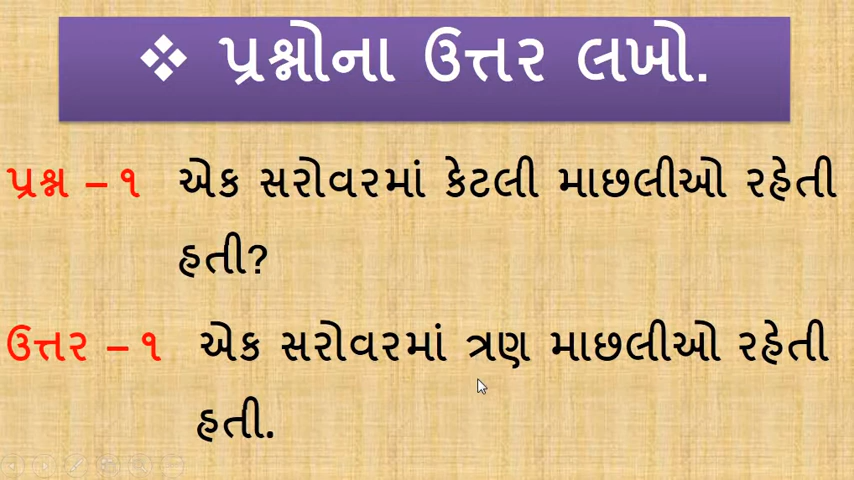 ❖ પ્રશ્નોના ઉત્તર લખો.
પ્રશ્ન – ૧ એક સરોવરમાં કેટલી માછલીઓ રહેતી
હતી?
ઉત્તર – ૧ એક સરોવરમાં ત્રણ માછલીઓ રહેતી
હતી.